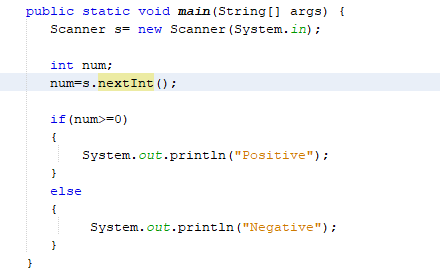 public static void main(String[] args) {
Scanner s= new Scanner(System.in);
int num;
num=s.nextInt();
if(num>=0)
{
System.out.println("Positive");
}
else
{
System.out.println("Negative");
}
}